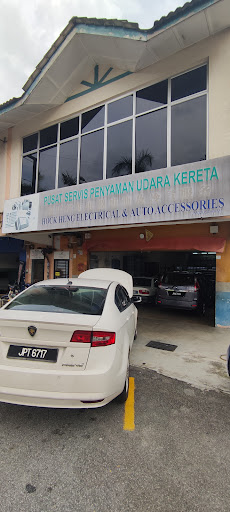 PUSAT SERVIS PENYAMAN UDARA KERETA
HOCK HENG ELECTRICAL & AUTO ACCESSORIES
JPT 6717